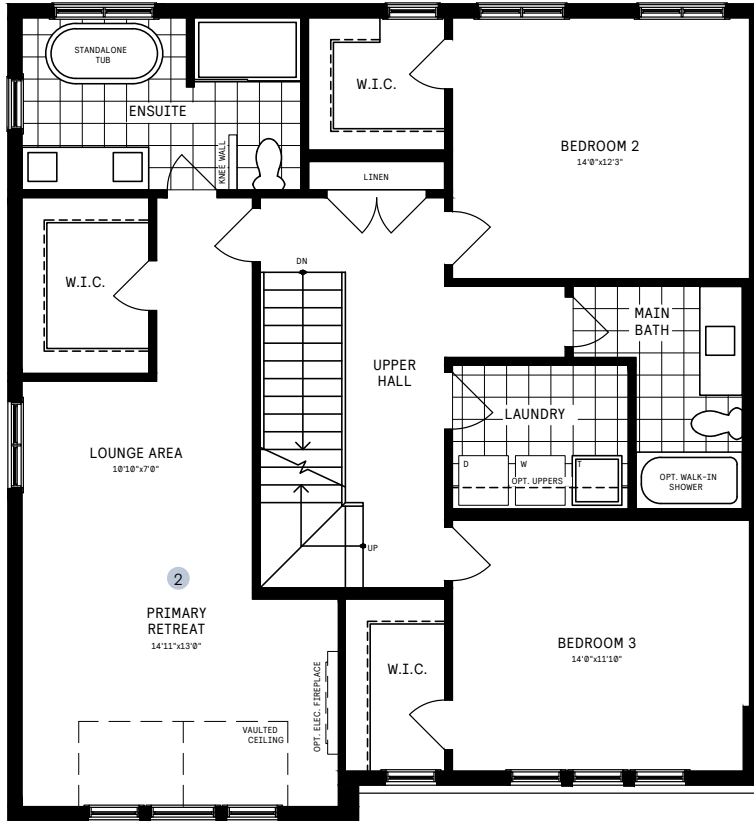 STANDALONE
TUB
ENSUITE
KNEE WALL
W.I.C.
LINEN
BEDROOM 2
14'0"x12'3"
W.I.C.
DN
UPPER
HALL
MAIN
BATH
LAUNDRY
D
W
T
OPT. UPPERS
OPT. WALK-IN
SHOWER
LOUNGE AREA
10'10"x7'0"
UP
2
PRIMARY
RETREAT
14'11"x13'0"
OPT. ELEC. FIREPLACE
VAULTED
CEILING
W.I.C.
BEDROOM 3
14'0"x11'10"